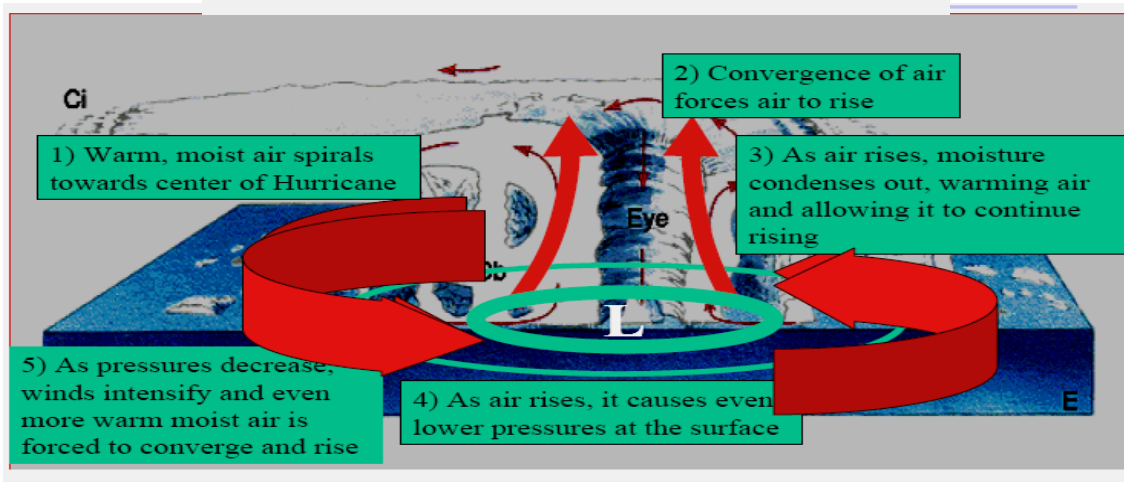 2) Convergence of air
forces air to rise
Ci
1) Warm, moist air spirals
towards center of Hurricane
3) As air rises, moisture
condenses out, warming air
and allowing it to continue
rising
Eye
L
5) As pressures decrease,
winds intensify and even
more warm moist air is
forced to converge and rise
4) As air rises, it causes even
lower pressures at the surface
E